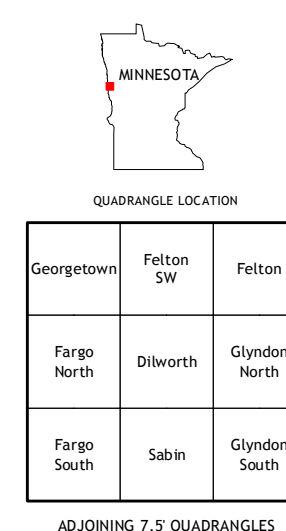 MINNESOTA
QUADRANGLE LOCATION
Georgetown
Felton
SW
Felton
Fargo
North
Dilworth
Glyndon
North
Fargo
South
Sabin
Glyndon
South
ADJOINING 7.5' QUADRANGLES